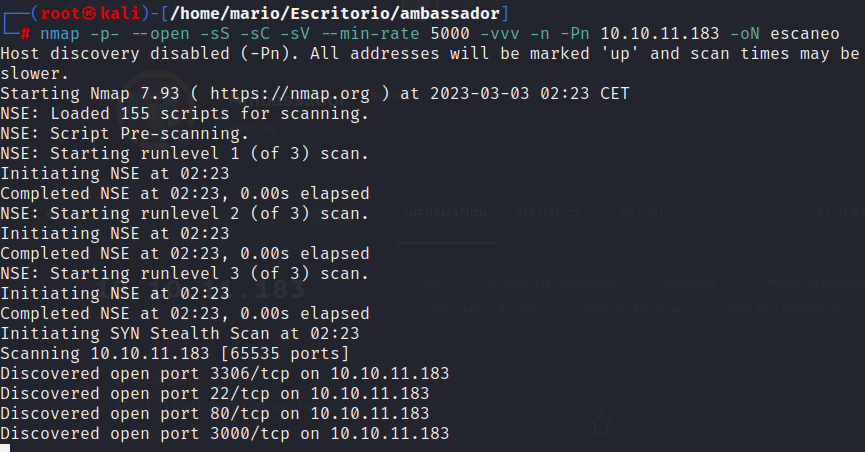 ┌──(root㉿kali)-[/home/mario/Escritorio/ambassador]
└─# nmap -p- --open -sS -sC -sV --min-rate 5000 -vvv -n -Pn 10.10.11.183 -oN escaneo
Host discovery disabled (-Pn). All addresses will be marked 'up' and scan times may be
slower.
Starting Nmap 7.93 ( https://nmap.org ) at 2023-03-03 02:23 CET
NSE: Loaded 155 scripts for scanning.
NSE: Script Pre-scanning.
NSE: Starting runlevel 1 (of 3) scan.
Initiating NSE at 02:23
Completed NSE at 02:23, 0.00s elapsed
NSE: Starting runlevel 2 (of 3) scan.
INFORMATION STATISTICS ACTIVITY
Initiating NSE at 02:23
Completed NSE at 02:23, 0.00s elapsed
NSE: Starting runlevel 3 (of 3) scan.
Initiating NSE at 02:23
Completed NSE at 02:23, 0.00s elapsed
Initiating SYN Stealth Scan at 02:23
Scanning 10.10.11.183 [65535 ports]
Discovered open port 3306/tcp on 10.10.11.183
Discovered open port 22/tcp on 10.10.11.183
Discovered open port 80/tcp on 10.10.11.183
Discovered open port 3000/tcp on 10.10.11.183